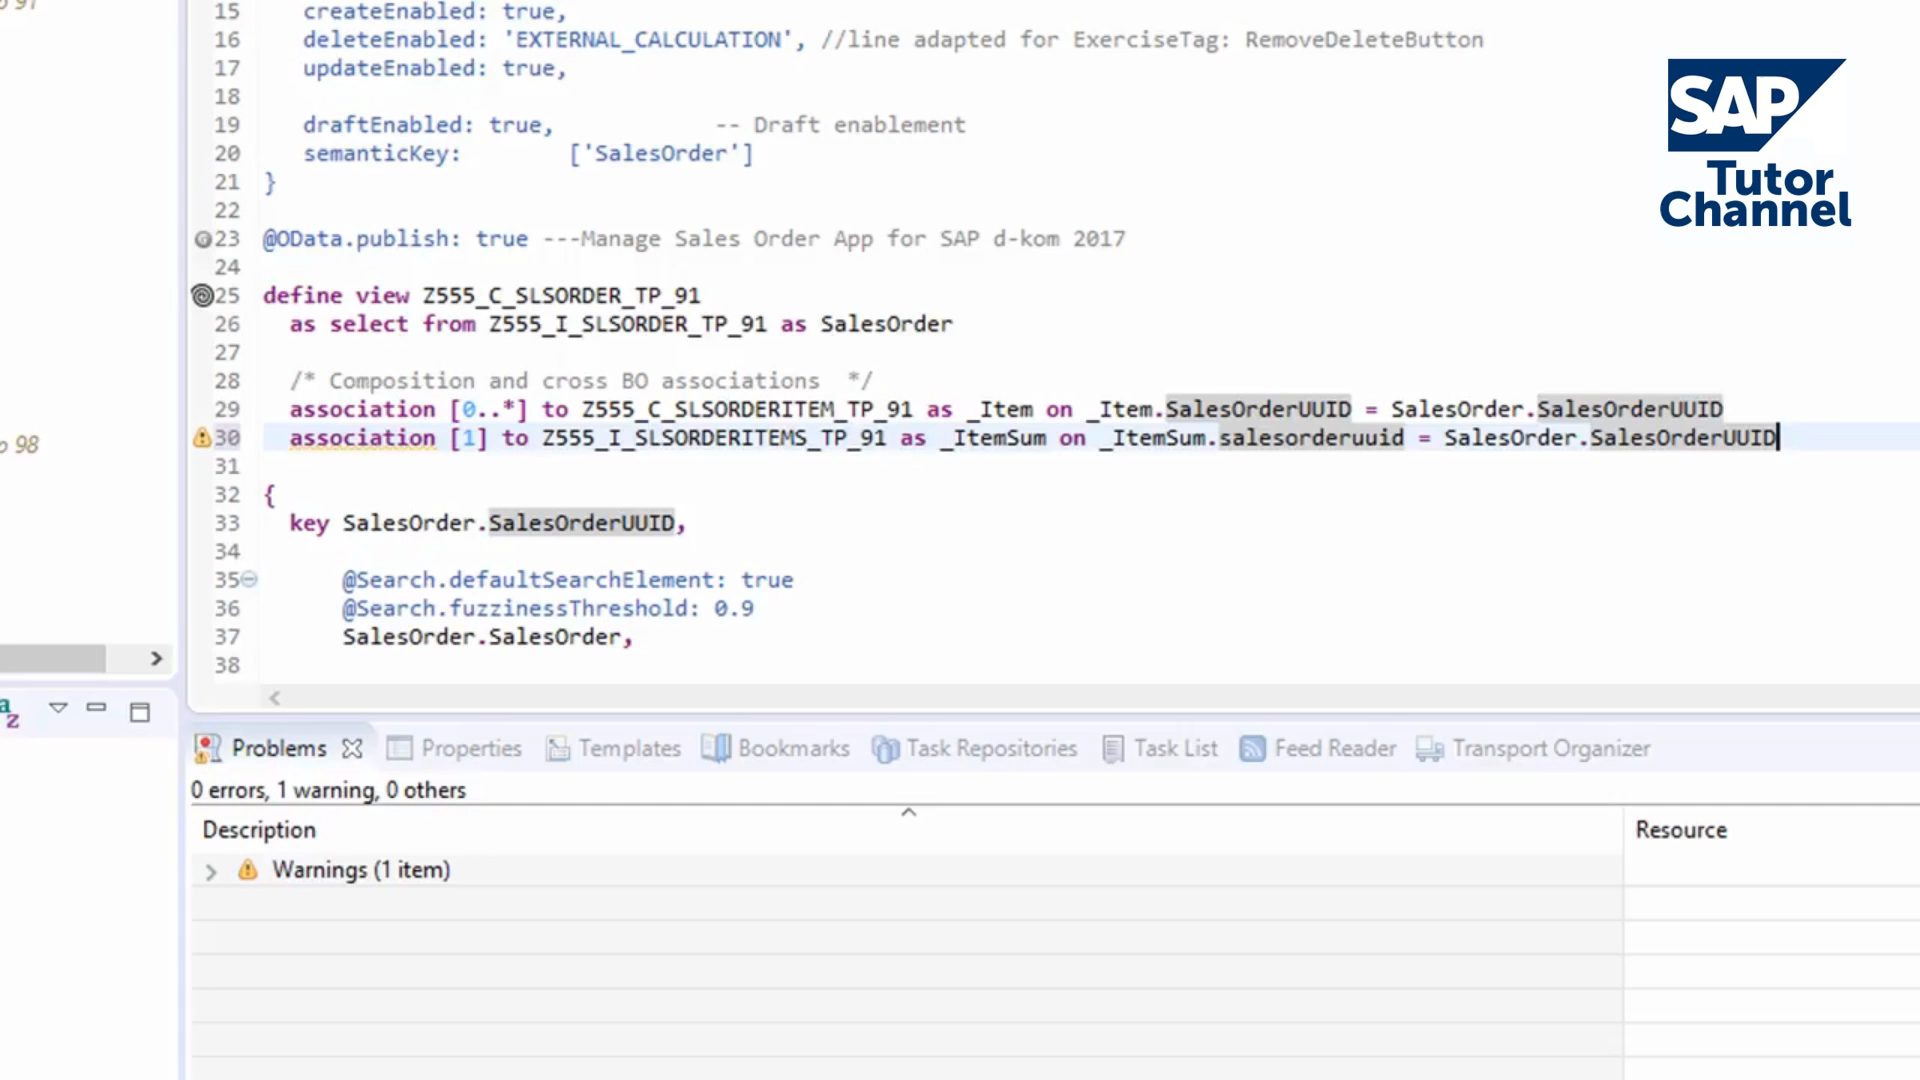 p 97
15 createEnabled: true,
16 deleteEnabled: 'EXTERNAL_CALCULATION', //line adapted for ExerciseTag: RemoveDeleteButton
17 updateEnabled: true,
18
19 draftEnabled: true, -- Draft enablement
20 semanticKey: ['SalesOrder']
21 }
22
23 @OData.publish: true ---Manage Sales Order App for SAP d-kom 2017
24
25 define view Z555_C_SLSORDER_TP_91
26 as select from Z555_I_SLSORDER_TP_91 as SalesOrder
27
28 /* Composition and cross BO associations */
29 association [0..*] to Z555_C_SLSORDERITEM_TP_91 as _Item on _Item.SalesOrderUUID = SalesOrder.SalesOrderUUID
30 association [1] to Z555_I_SLSORDERITEMS_TP_91 as _ItemSum on _ItemSum.salesorderuuid = SalesOrder.SalesOrderUUID
31
32 {
33 key SalesOrder.SalesOrderUUID,
34
35 @Search.defaultSearchElement: true
36 @Search.fuzzinessThreshold: 0.9
37 SalesOrder.SalesOrder,
38
p 98
SAP
Tutor
Channel
Problems Properties Templates Bookmarks Task Repositories Task List Feed Reader Transport Organizer
0 errors, 1 warning, 0 others
Description Resource
Warnings (1 item)